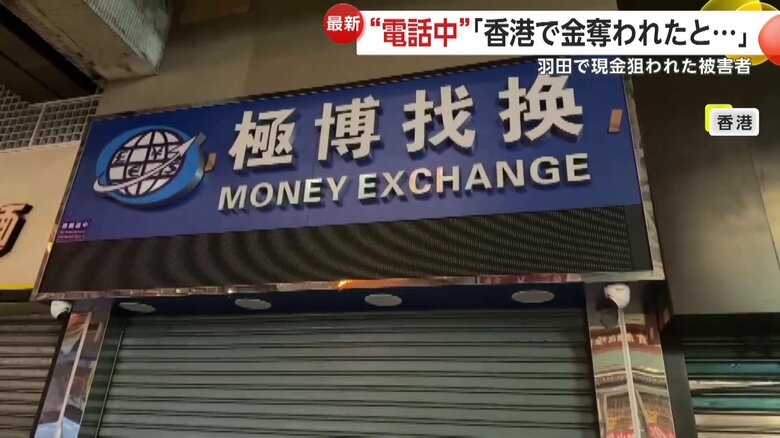 最新
“電話中”「香港で金奪われたと…」
羽田で現金狙われた被害者
香港
極博找换
MONEY EXCHANGE